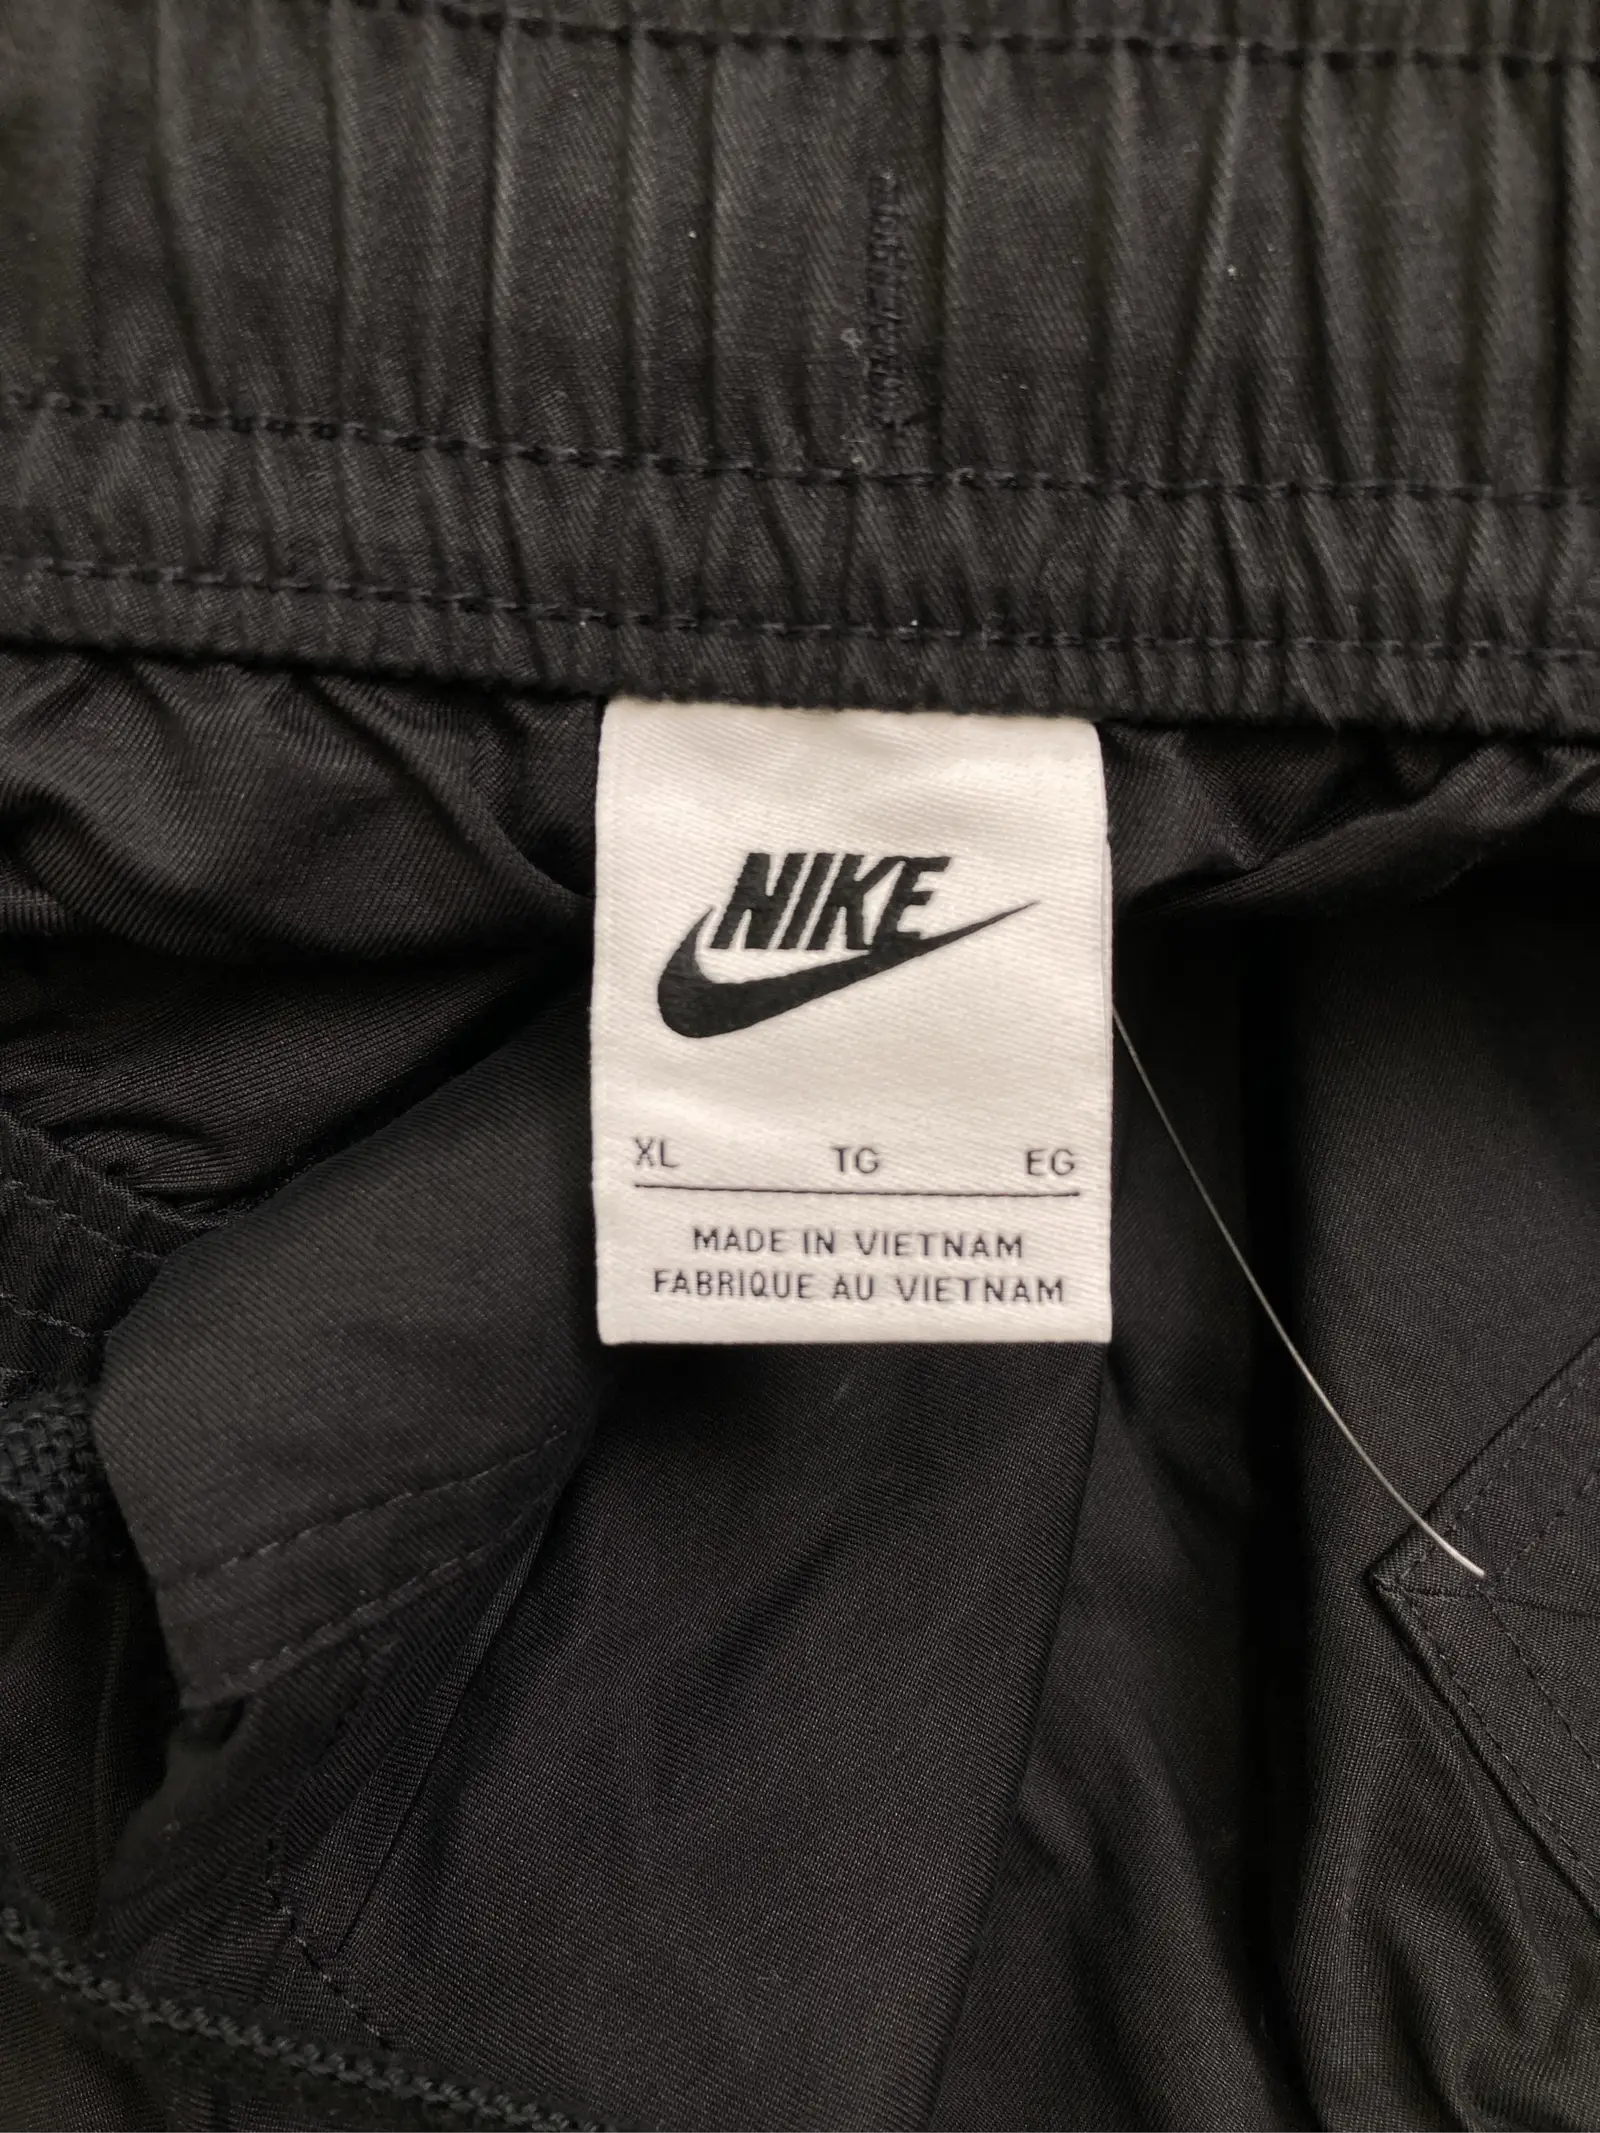 NIKE
XL TG EG
MADE IN VIETNAM
FABRIQUE AU VIETNAM